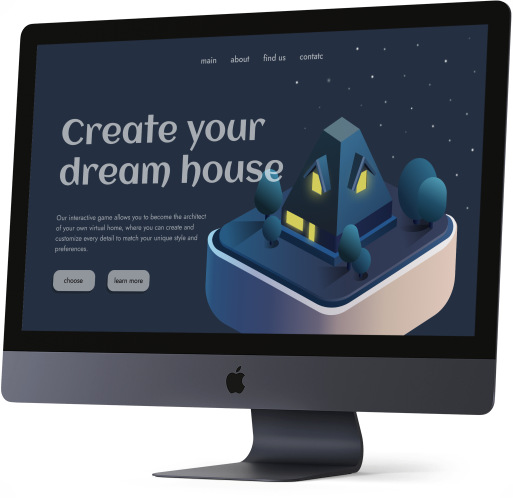 main about find us contatc
Create your
dream house
Our interactive game allows you to become the architect
of your own virtual home, where you can create and
customize every detail to match your unique style and
preferences.
choose learn more